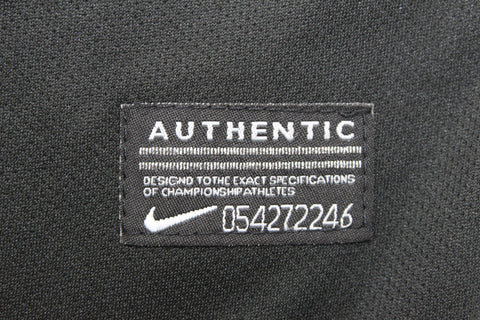 AUTHENTIC
DESIGND TO THE EXACT SPECIFICATIONS
OF CHAMPIONSHIP ATHLETES
054272246